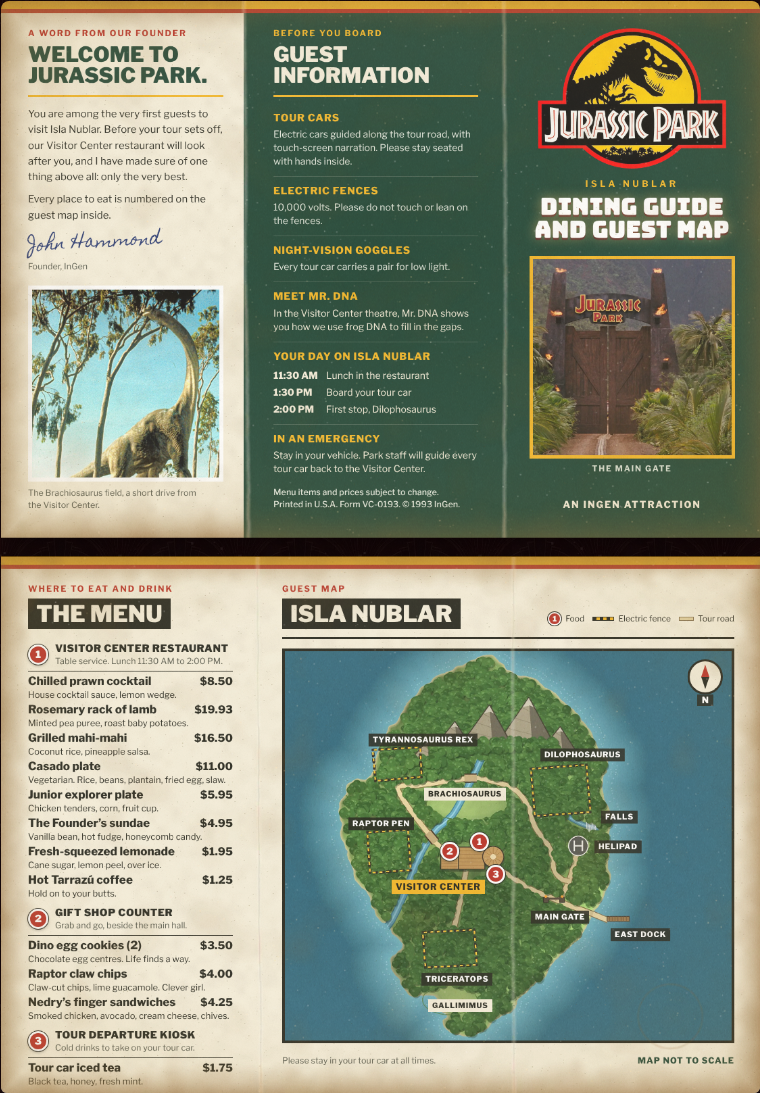 A WORD FROM OUR FOUNDER
WELCOME TO
JURASSIC PARK.
You are among the very first guests to
visit Isla Nublar. Before your tour sets off,
our Visitor Center restaurant will look
after you, and I have made sure of one
thing above all: only the very best.
Every place to eat is numbered on the
guest map inside.
John Hammond
Founder, InGen
The Brachiosaurus field, a short drive from
the Visitor Center.
BEFORE YOU BOARD
GUEST
INFORMATION
TOUR CARS
Electric cars guided along the tour road, with
touch-screen narration. Please stay seated
with hands inside.
ELECTRIC FENCES
10,000 volts. Please do not touch or lean on
the fences.
NIGHT-VISION GOGGLES
Every tour car carries a pair for low light.
MEET MR. DNA
In the Visitor Center theatre, Mr. DNA shows
you how we use frog DNA to fill in the gaps.
YOUR DAY ON ISLA NUBLAR
11:30 AM Lunch in the restaurant
1:30 PM Board your tour car
2:00 PM First stop, Dilophosaurus
IN AN EMERGENCY
Stay in your vehicle. Park staff will guide every
tour car back to the Visitor Center.
Menu items and prices subject to change.
Printed in U.S.A. Form VC-0193. © 1993 InGen.
JURASSIC PARK
ISLA NUBLAR
DINING GUIDE
AND GUEST MAP
JURASSIC
PARK
THE MAIN GATE
AN INGEN ATTRACTION
WHERE TO EAT AND DRINK
THE MENU
1 VISITOR CENTER RESTAURANT
Table service. Lunch 11:30 AM to 2:00 PM.
Chilled prawn cocktail $8.50
House cocktail sauce, lemon wedge.
Rosemary rack of lamb $19.93
Minted pea puree, roast baby potatoes.
Grilled mahi-mahi $16.50
Coconut rice, pineapple salsa.
Casado plate $11.00
Vegetarian. Rice, beans, plantain, fried egg, slaw.
Junior explorer plate $5.95
Chicken tenders, corn, fruit cup.
The Founder's sundae $4.95
Vanilla bean, hot fudge, honeycomb candy.
Fresh-squeezed lemonade $1.95
Cane sugar, lemon peel, over ice.
Hot Tarrazú coffee $1.25
Hold on to your butts.
2 GIFT SHOP COUNTER
Grab and go, beside the main hall.
Dino egg cookies (2) $3.50
Chocolate egg centres. Life finds a way.
Raptor claw chips $4.00
Claw-cut chips, lime guacamole. Clever girl.
Nedry's finger sandwiches $4.25
Smoked chicken, avocado, cream cheese, chives.
3 TOUR DEPARTURE KIOSK
Cold drinks to take on your tour car.
Tour car iced tea $1.75
Black tea, honey, fresh mint.
GUEST MAP
ISLA NUBLAR
1 Food Electric fence Tour road
N
TYRANNOSAURUS REX
DILOPHOSAURUS
BRACHIOSAURUS
RAPTOR PEN
FALLS
1
2
H HELIPAD
3
VISITOR CENTER
MAIN GATE
EAST DOCK
TRICERATOPS
GALLIMIMUS
Please stay in your tour car at all times.
MAP NOT TO SCALE